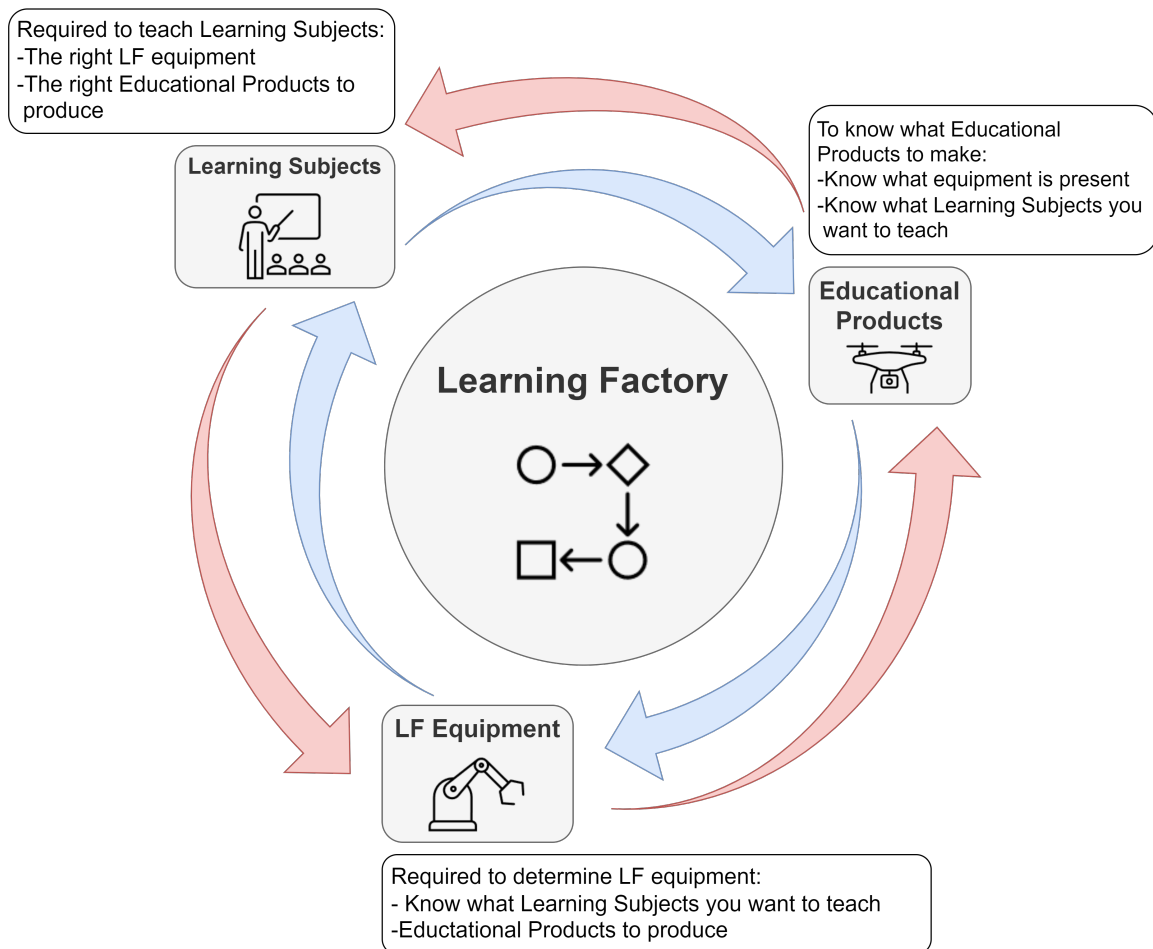 Required to teach Learning Subjects:
-The right LF equipment
-The right Educational Products to
produce
Learning Subjects
To know what Educational
Products to make:
-Know what equipment is present
-Know what Learning Subjects you
want to teach
Educational
Products
Learning Factory
LF Equipment
Required to determine LF equipment:
- Know what Learning Subjects you want to teach
-Eductational Products to produce